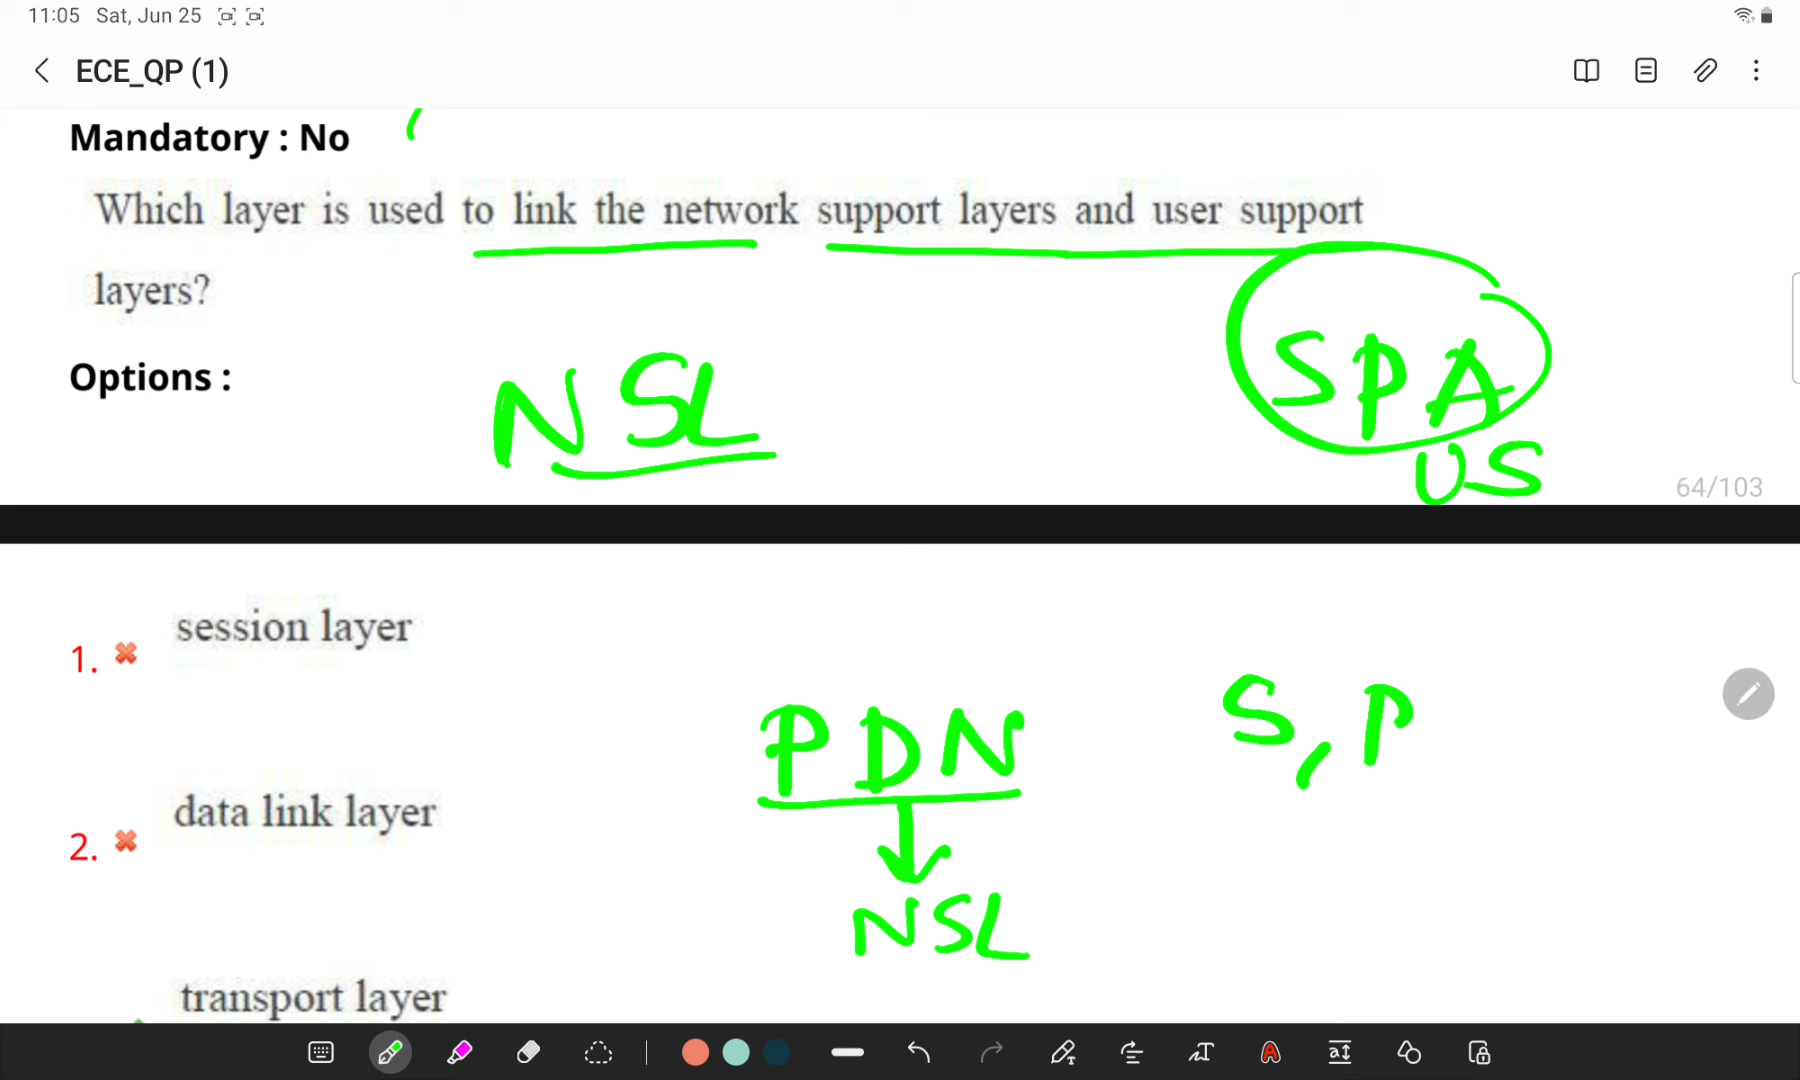 11:05 Sat, Jun 25
ECE_QP (1)
Mandatory : No
Which layer is used to link the network support layers and user support
layers?
Options :
NSL
SPA
US
64/103
1. session layer
PDN
S, P
2. data link layer
NSL
transport layer